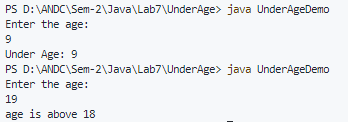 PS D:\ANDC\Sem-2\Java\Lab7\UnderAge> java UnderAgeDemo
Enter the age:
9
Under Age: 9
PS D:\ANDC\Sem-2\Java\Lab7\UnderAge> java UnderAgeDemo
Enter the age:
19
age is above 18